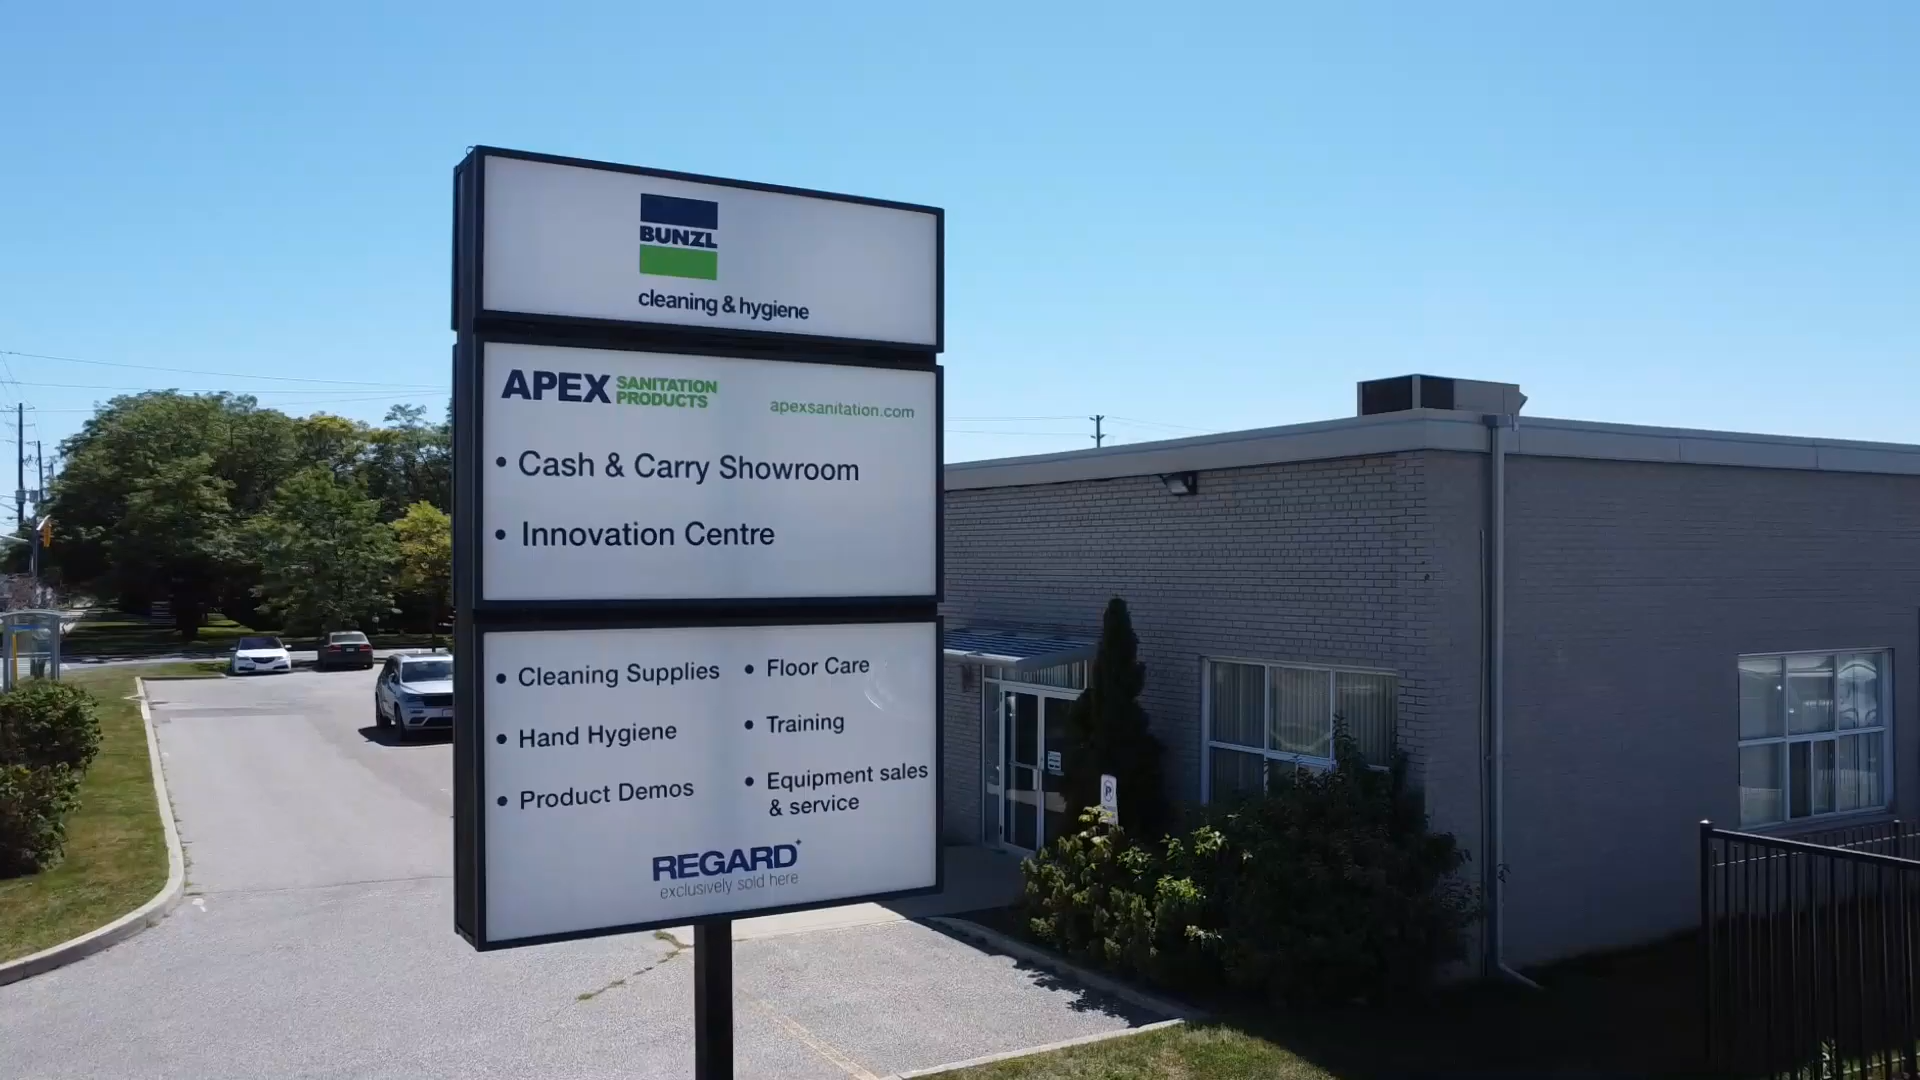 BUNZL
cleaning & hygiene
APEX SANITATION PRODUCTS
apexsanitation.com
• Cash & Carry Showroom
• Innovation Centre
• Cleaning Supplies
• Hand Hygiene
• Product Demos
• Floor Care
• Training
• Equipment sales
& service
REGARD
exclusively sold here